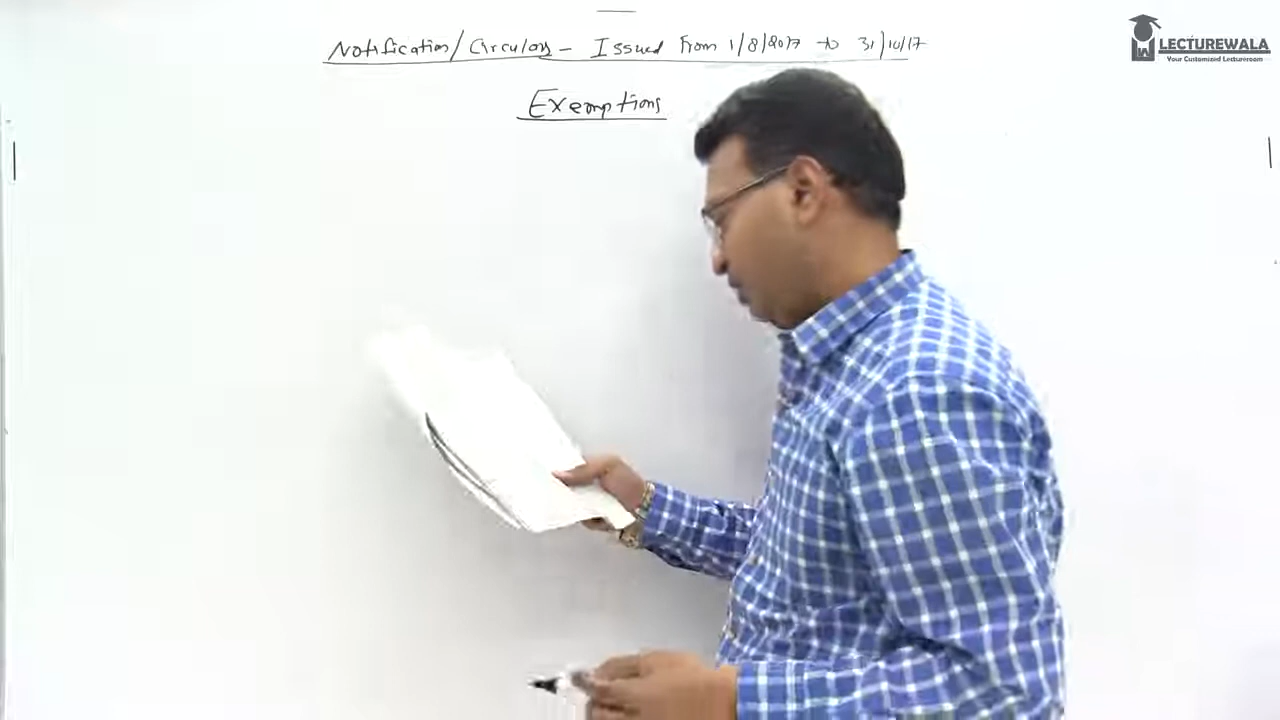 Notification/Circulars - Issued From 1/8/2017 to 31/10/17
LECTUREWALA
Your Customized Lectureroom
Exemptions